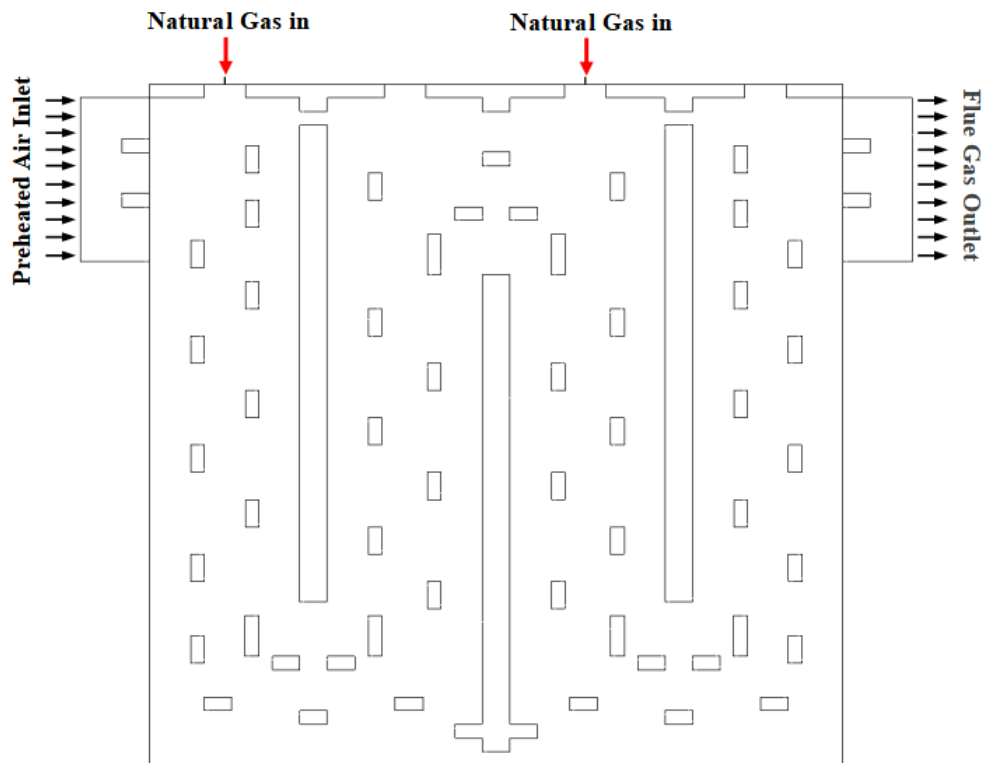 Natural Gas in
Natural Gas in
Preheated Air Inlet
Flue Gas Outlet